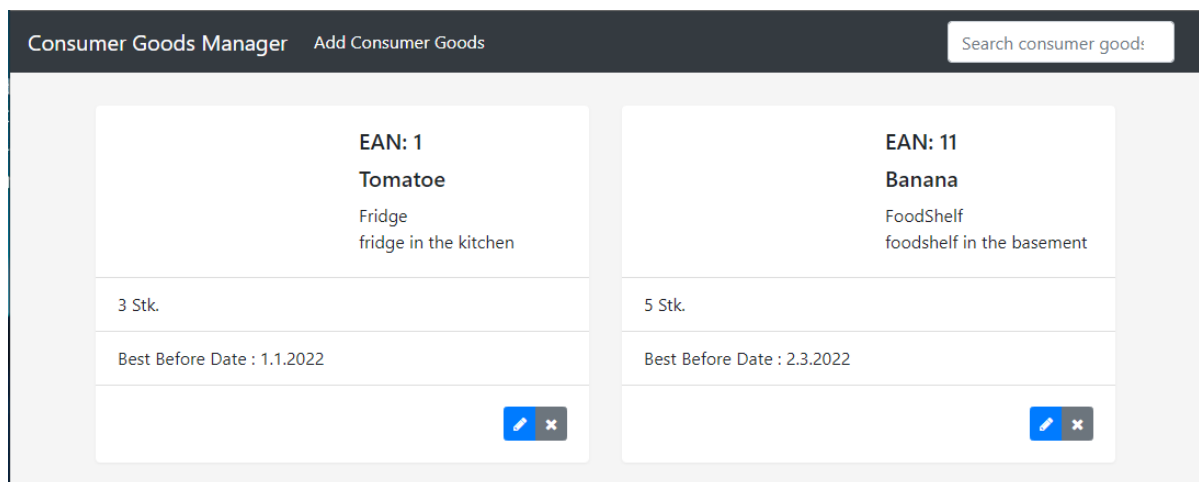 Consumer Goods Manager Add Consumer Goods Search consumer goods
EAN: 1
Tomatoe
Fridge
fridge in the kitchen
3 Stk.
Best Before Date : 1.1.2022
EAN: 11
Banana
FoodShelf
foodshelf in the basement
5 Stk.
Best Before Date : 2.3.2022